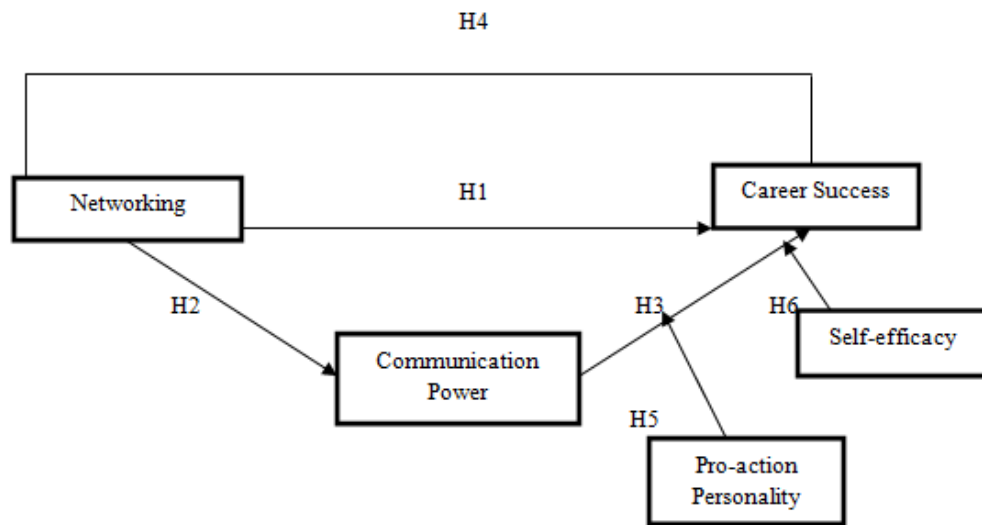 H4
Networking
H1
Career Success
H2
H3
H6
Self-efficacy
Communication
Power
H5
Pro-action
Personality